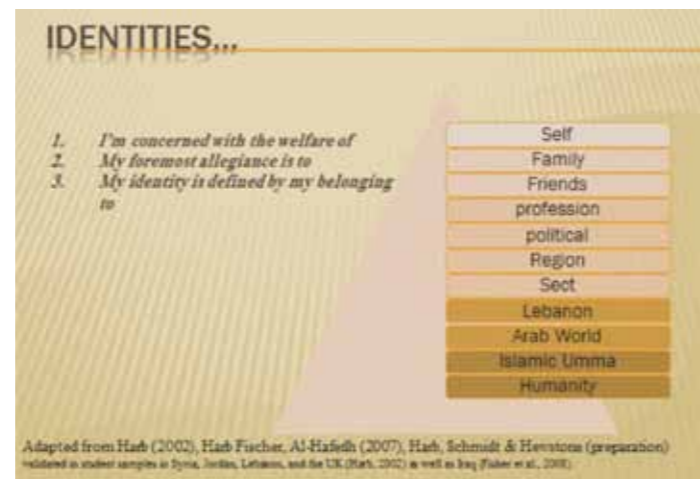 IDENTITIES...
1. I'm concerned with the welfare of
2. My foremost allegiance is to
3. My identity is defined by my belonging
to
Self
Family
Friends
profession
political
Region
Sect
Lebanon
Arab World
Islamic Umma
Humanity
Adapted from Harb (2002), Harb Fischer, Al-Hafedh (2007), Harb, Schmidt & Hewstone (preparation)
validated in student samples in Syria, Jordan, Lebanon, and the UK (Harb, 2002) as well as Iraq (Fisher et al., 2008).